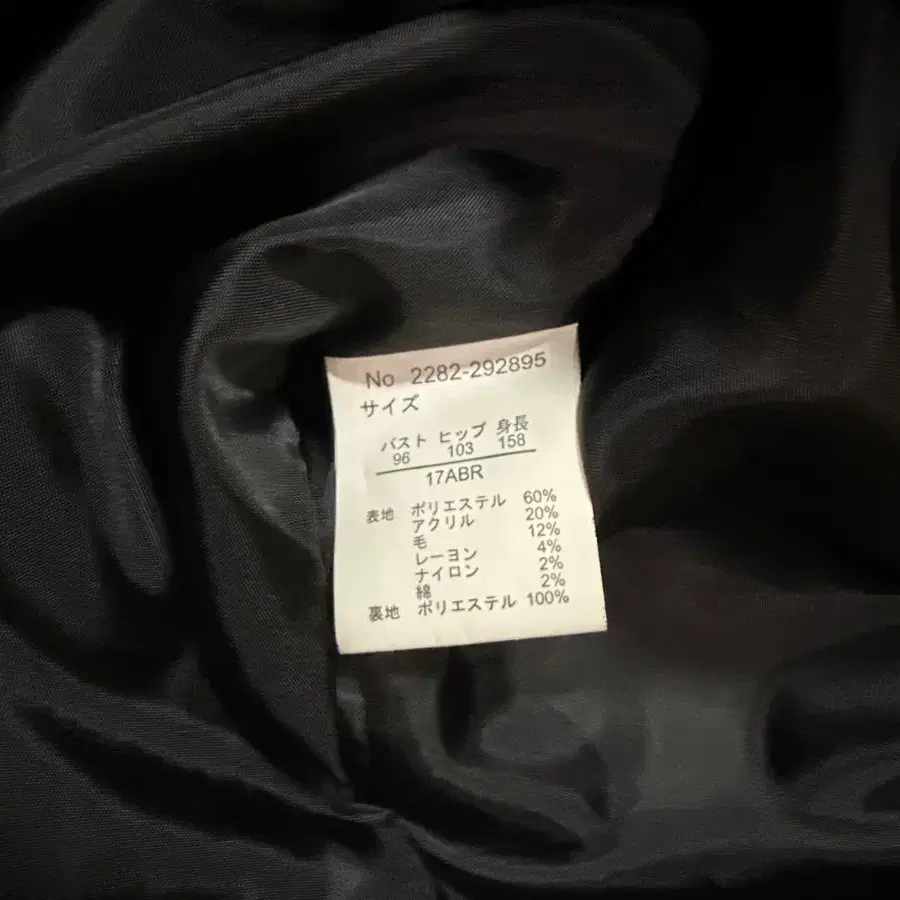 No 2282-292895
サイズ
バスト ヒップ 身長
96 103 158
17ABR
表地 ポリエステル 60%
アクリル 20%
毛 12%
レーヨン 4%
ナイロン 2%
綿 2%
裏地 ポリエステル 100%